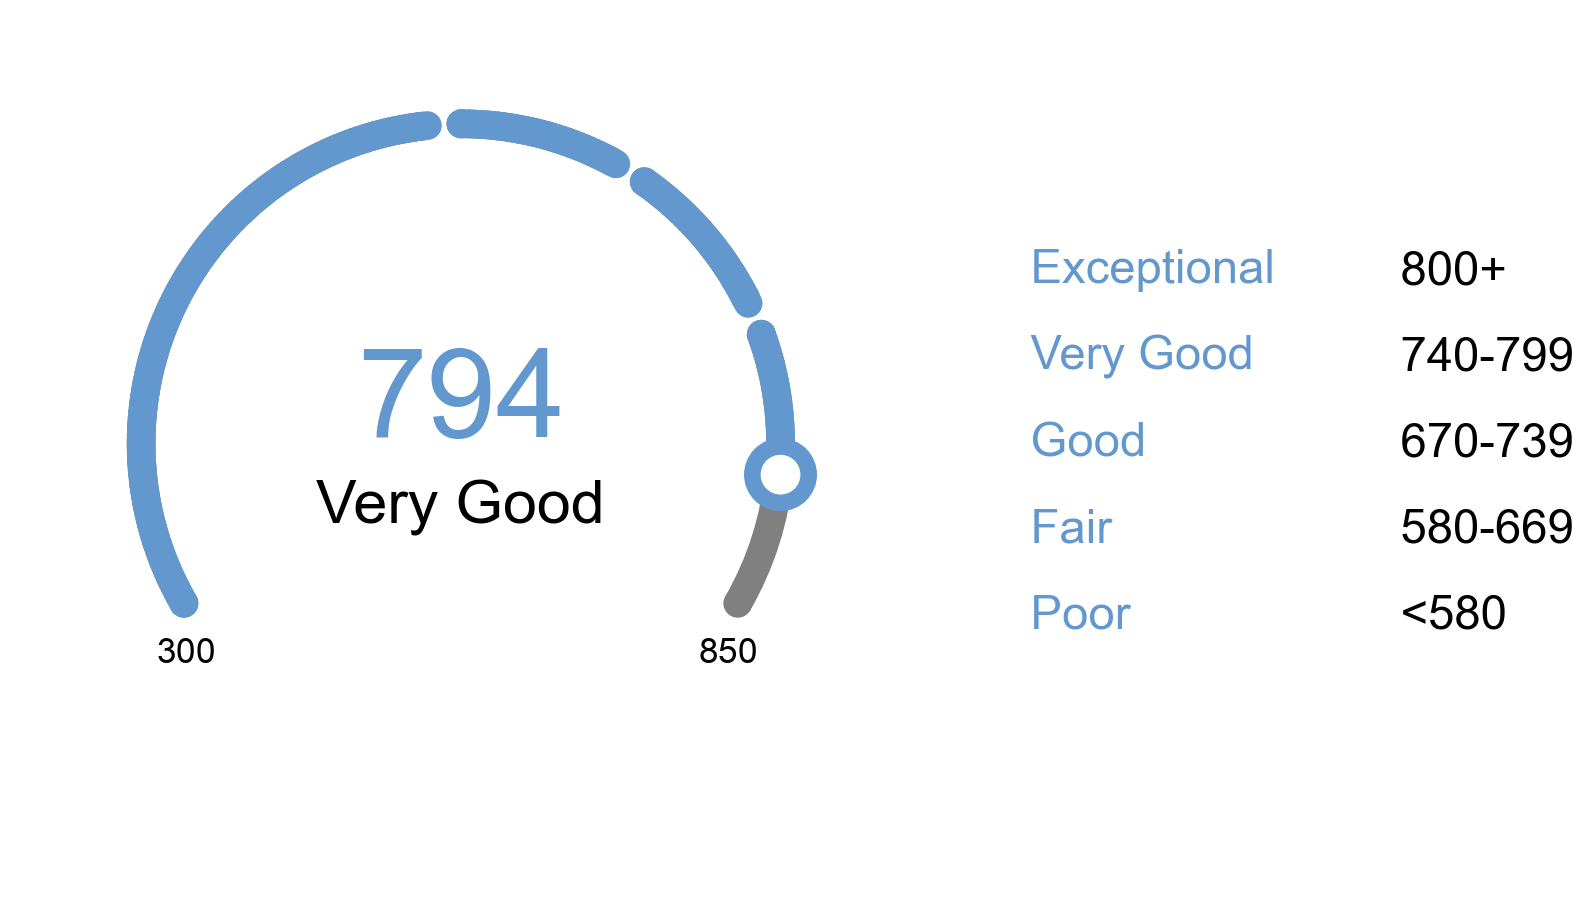 794
Very Good
300
850
Exceptional 800+
Very Good 740-799
Good 670-739
Fair 580-669
Poor <580